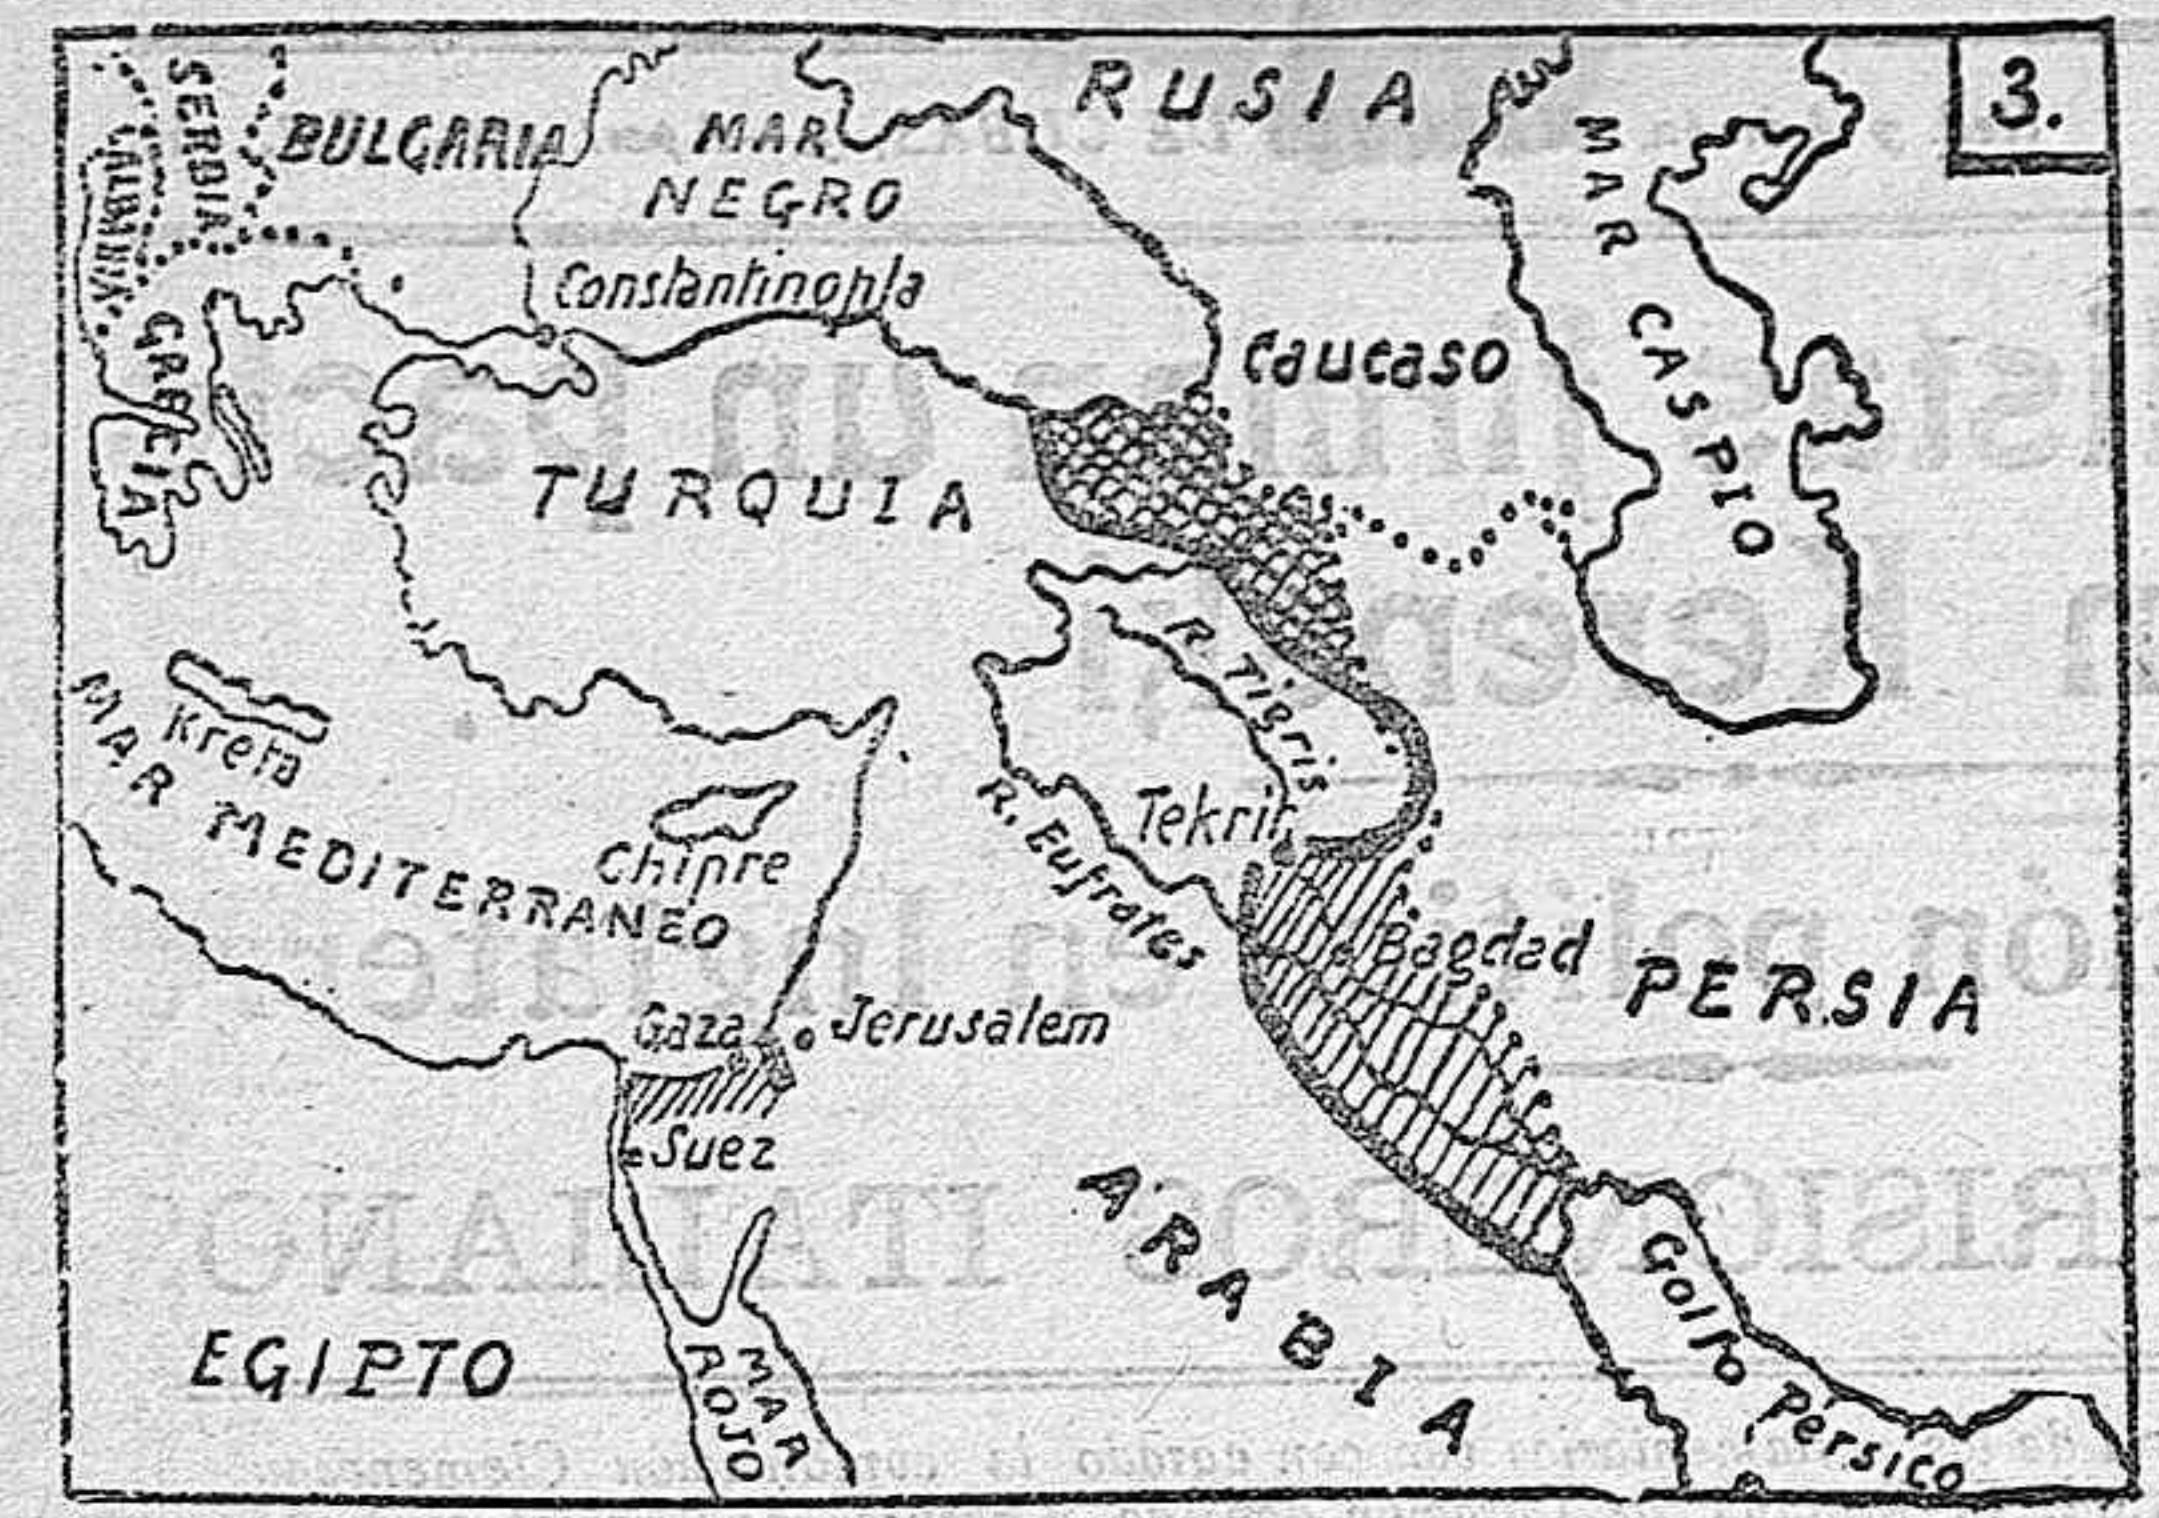 3.
RUSIA
SERBIA
BULGARIA
MAR
NEGRO
MAR CASPIO
ALBANIA
Constantinopla
Caucaso
GRECIA
TURQUIA
R. Tigris
Kreta
MAR MEDITERRANEO
Chipre
R. Eufrates
Tekrit
Bagdad
PERSIA
Gaza
Jerusalem
Suez
ARABIA
Golfo Pérsico
EGIPTO
MAR
ROJO